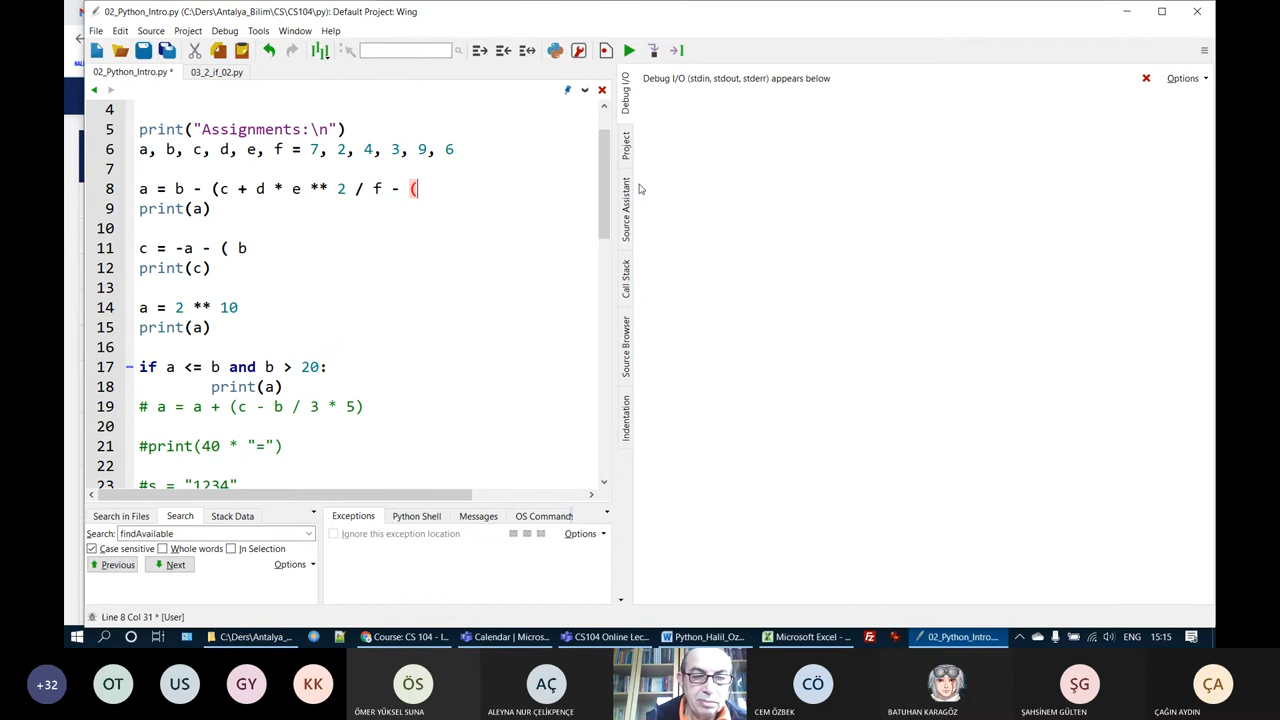 02_Python_Intro.py (C:\Ders\Antalya_Bilim\CS\CS104\py): Default Project: Wing
File Edit Source Project Debug Tools Window Help
02_Python_Intro.py * 03_2_if_02.py
4
5 print("Assignments:\n")
6 a, b, c, d, e, f = 7, 2, 4, 3, 9, 6
7
8 a = b - (c + d * e ** 2 / f - (
9 print(a)
10
11 c = -a - ( b
12 print(c)
13
14 a = 2 ** 10
15 print(a)
16
17 if a <= b and b > 20:
18 print(a)
19 # a = a + (c - b / 3 * 5)
20
21 #print(40 * "=")
22
23 #s = "1234"
Debug I/O (stdin, stdout, stderr) appears below
Options
Debug I/O
Project
Source Assistant
Call Stack
Source Browser
Indentation
Search in Files Search Stack Data
Search: findAvailable
Case sensitive Whole words In Selection
Previous Next Options
Exceptions Python Shell Messages OS Command
Ignore this exception location Options
Line 8 Col 31 * [User]
C:\Ders\Antalya_... Course: CS 104 - I... Calendar | Micros... CS104 Online Lec... Python_Halil_Oz... Microsoft Excel - ... 02_Python_Intro.... ENG 15:15
+32 OT US GY KK ÖS AÇ CÖ ŞG ÇA
ÖMER YÜKSEL SUNA ALEYNA NUR ÇELİKPENÇE CEM ÖZBEK BATUHAN KARAGÖZ ŞAHSİNEM GÜLTEN ÇAĞIN AYDIN